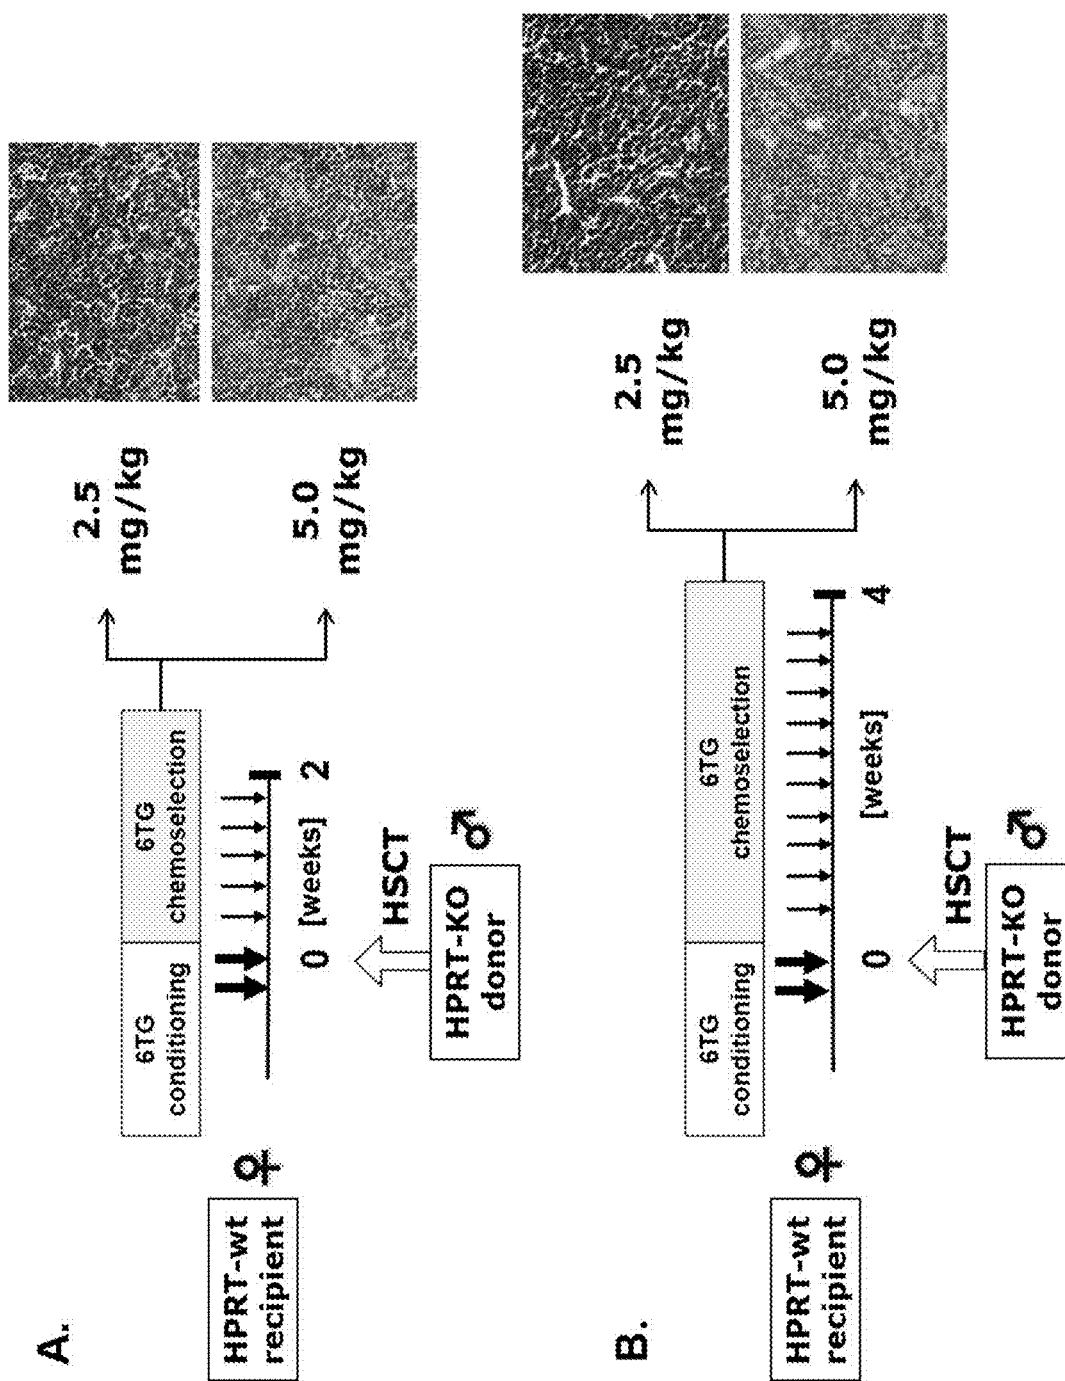 A.
HPRT-wt
recipient
♀
6TG
conditioning
6TG
chemoselection
0
[weeks]
2
HSCT
HPRT-KO
donor
♂
2.5
mg/kg
5.0
mg/kg
B.
HPRT-wt
recipient
♀
6TG
conditioning
6TG
chemoselection
0
[weeks]
4
HSCT
HPRT-KO
donor
♂
2.5
mg/kg
5.0
mg/kg